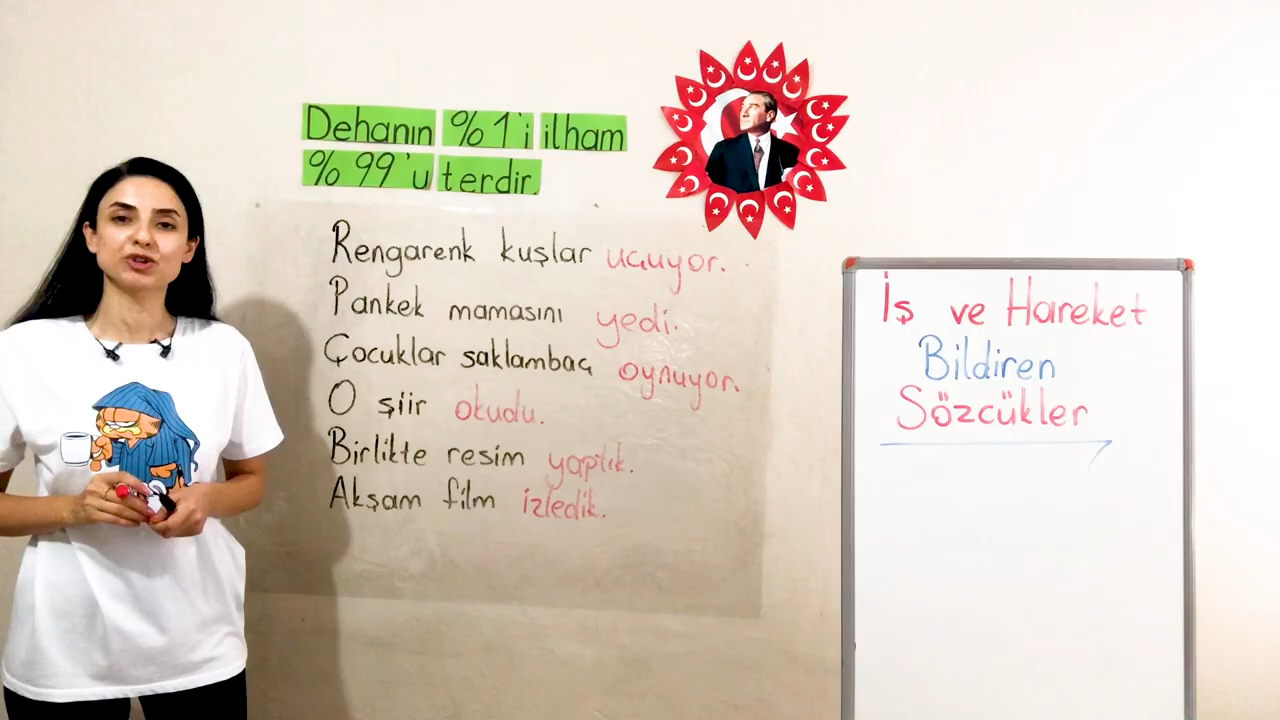 Dehanın %1'i ilham
%99'u terdir.
Rengarenk kuşlar uçuyor.
Pankek mamasını yedi.
Çocuklar saklambaç oynuyor.
O şiir okudu.
Birlikte resim yaptık.
Akşam film izledik.
İş ve Hareket
Bildiren
Sözcükler